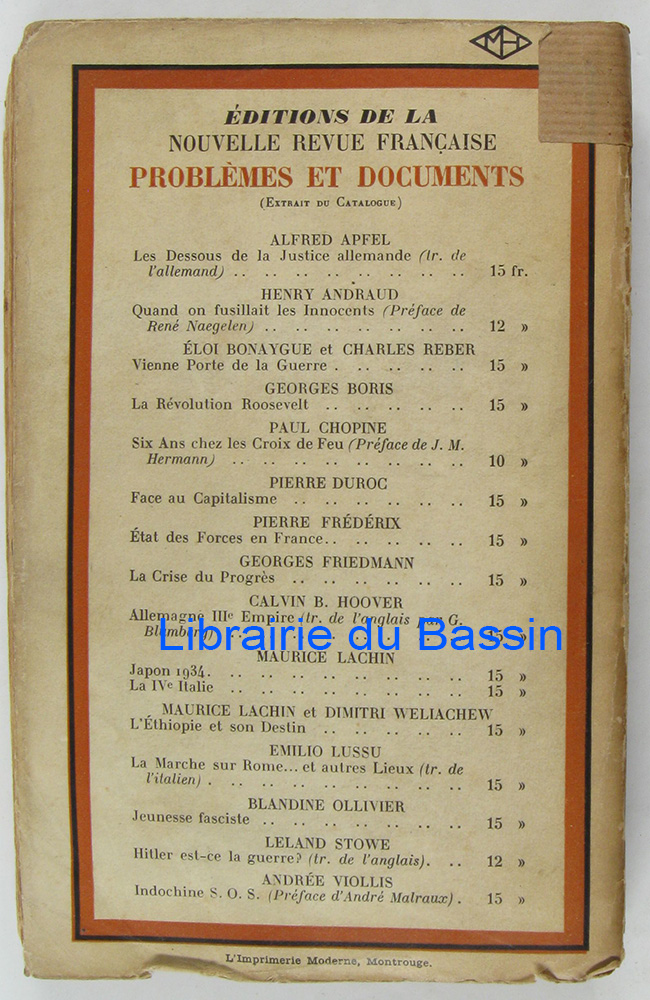 MH
ÉDITIONS DE LA
NOUVELLE REVUE FRANÇAISE
PROBLÈMES ET DOCUMENTS
(Extrait du Catalogue)
ALFRED APFEL
Les Dessous de la Justice allemande (tr. de
l'allemand) .. .. .. .. .. .. .. 15 fr.
HENRY ANDRAUD
Quand on fusillait les Innocents (Préface de
René Naegelen) .. .. .. .. .. .. 12 »
ÉLOI BONAYGUE et CHARLES REBER
Vienne Porte de la Guerre . .. .. .. .. 15 »
GEORGES BORIS
La Révolution Roosevelt .. .. .. .. .. 15 »
PAUL CHOPINE
Six Ans chez les Croix de Feu (Préface de J. M.
Hermann) .. .. .. .. .. .. .. 10 »
PIERRE DUROC
Face au Capitalisme .. .. .. .. .. .. 15 »
PIERRE FRÉDÉRIX
État des Forces en France.. .. .. .. .. 15 »
GEORGES FRIEDMANN
La Crise du Progrès .. .. .. .. .. .. 15 »
CALVIN B. HOOVER
Allemagne IIIe Empire (tr. de l'anglais par G.
Blumberg) .. .. .. .. .. .. .. 15 »
Librairie du Bassin
MAURICE LACHIN
Japon 1934. .. .. .. .. .. .. .. 15 »
La IVe Italie .. .. .. .. .. .. .. 15 »
MAURICE LACHIN et DIMITRI WELIACHEW
L'Éthiopie et son Destin .. .. .. .. .. 15 »
EMILIO LUSSU
La Marche sur Rome... et autres Lieux (tr. de
l'italien) . .. .. .. .. .. .. .. 15 »
BLANDINE OLLIVIER
Jeunesse fasciste .. .. .. .. .. .. 15 »
LELAND STOWE
Hitler est-ce la guerre? (tr. de l'anglais). .. 12 »
ANDRÉE VIOLLIS
Indochine S. O. S. (Préface d'André Malraux) . 15 »
L'Imprimerie Moderne, Montrouge.